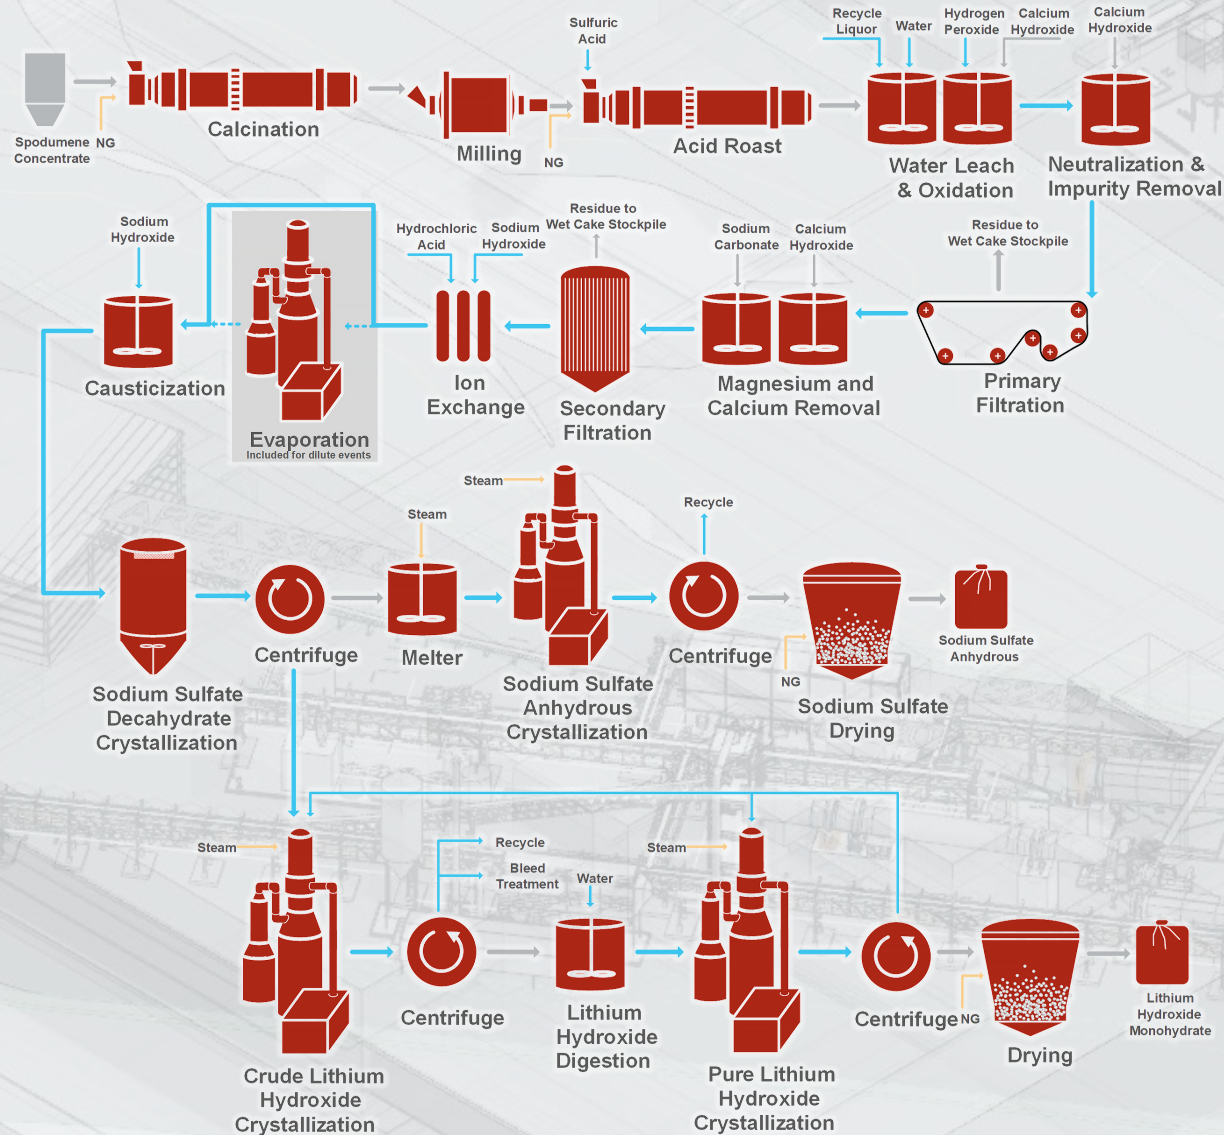 Sulfuric
Acid
Recycle
Liquor
Water
Hydrogen
Peroxide
Calcium
Hydroxide
Calcium
Hydroxide
Spodumene
Concentrate
NG
Calcination
Milling
NG
Acid Roast
Water Leach
& Oxidation
Neutralization &
Impurity Removal
Sodium
Hydroxide
Hydrochloric
Acid
Sodium
Hydroxide
Residue to
Wet Cake Stockpile
Sodium
Carbonate
Calcium
Hydroxide
Residue to
Wet Cake Stockpile
Causticization
Evaporation
Included for dilute events
Ion
Exchange
Secondary
Filtration
Magnesium and
Calcium Removal
Primary
Filtration
Steam
Steam
Recycle
Sodium Sulfate
Decahydrate
Crystallization
Centrifuge
Melter
Sodium Sulfate
Anhydrous
Crystallization
Centrifuge
NG
Sodium Sulfate
Drying
Sodium Sulfate
Anhydrous
Steam
Recycle
Bleed
Treatment
Water
Steam
Crude Lithium
Hydroxide
Crystallization
Centrifuge
Lithium
Hydroxide
Digestion
Pure Lithium
Hydroxide
Crystallization
Centrifuge
NG
Drying
Lithium
Hydroxide
Monohydrate